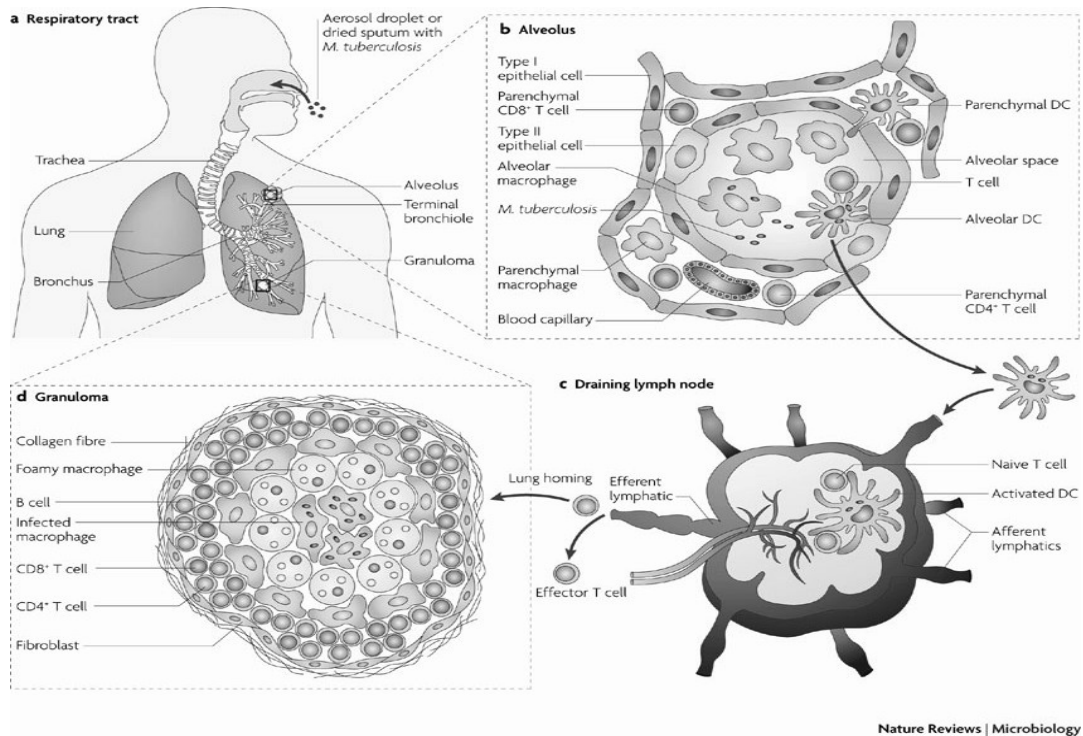 a Respiratory tract
Aerosol droplet or
dried sputum with
M. tuberculosis
Trachea
Lung
Bronchus
Alveolus
Terminal
bronchiole
Granuloma
b Alveolus
Type I
epithelial cell
Parenchymal
CD8+ T cell
Type II
epithelial cell
Alveolar
macrophage
M. tuberculosis
Parenchymal
macrophage
Blood capillary
Parenchymal DC
Alveolar space
T cell
Alveolar DC
Parenchymal
CD4+ T cell
c Draining lymph node
Naive T cell
Activated DC
Afferent
lymphatics
Efferent
lymphatic
Lung homing
Effector T cell
d Granuloma
Collagen fibre
Foamy macrophage
B cell
Infected
macrophage
CD8+ T cell
CD4+ T cell
Fibroblast
Nature Reviews | Microbiology